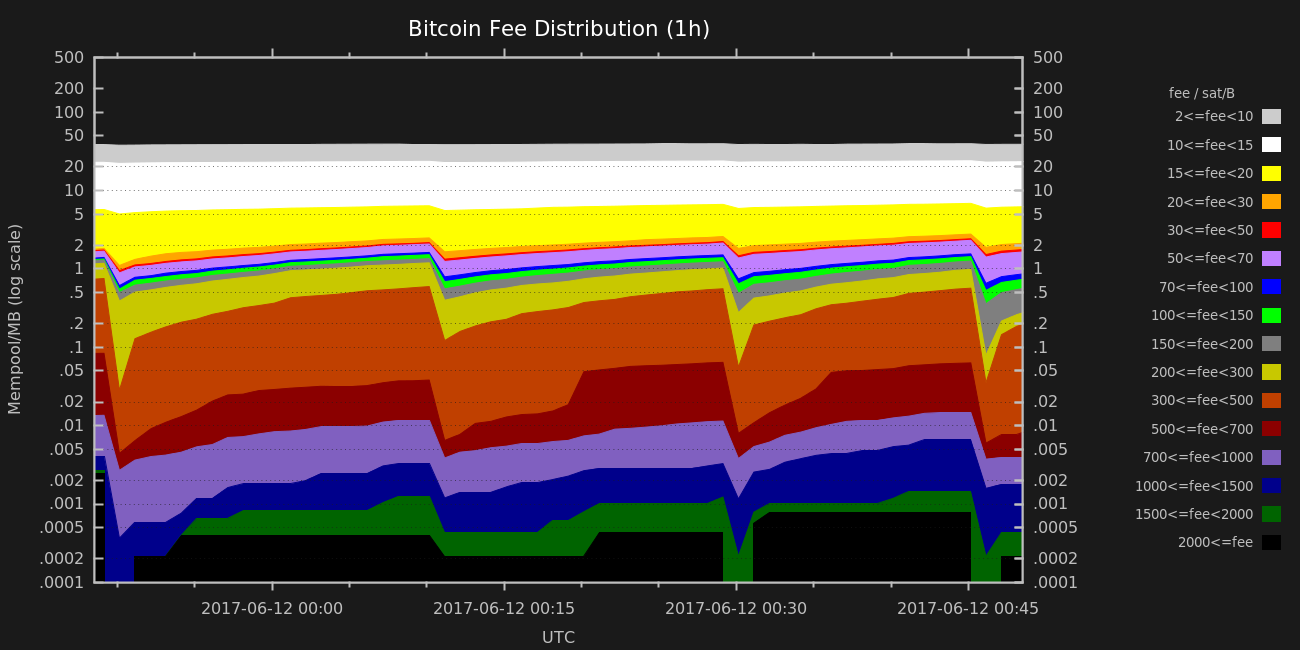 Bitcoin Fee Distribution (1h)
500 500
200 200
100 100
50 50
20 20
10 10
5 5
2 2
1 1
.5 .5
.2 .2
.1 .1
.05 .05
.02 .02
.01 .01
.005 .005
.002 .002
.001 .001
.0005 .0005
.0002 .0002
.0001 .0001
Mempool/MB (log scale)
2017-06-12 00:00 2017-06-12 00:15 2017-06-12 00:30 2017-06-12 00:45
UTC
fee / sat/B
2<=fee<10
10<=fee<15
15<=fee<20
20<=fee<30
30<=fee<50
50<=fee<70
70<=fee<100
100<=fee<150
150<=fee<200
200<=fee<300
300<=fee<500
500<=fee<700
700<=fee<1000
1000<=fee<1500
1500<=fee<2000
2000<=fee